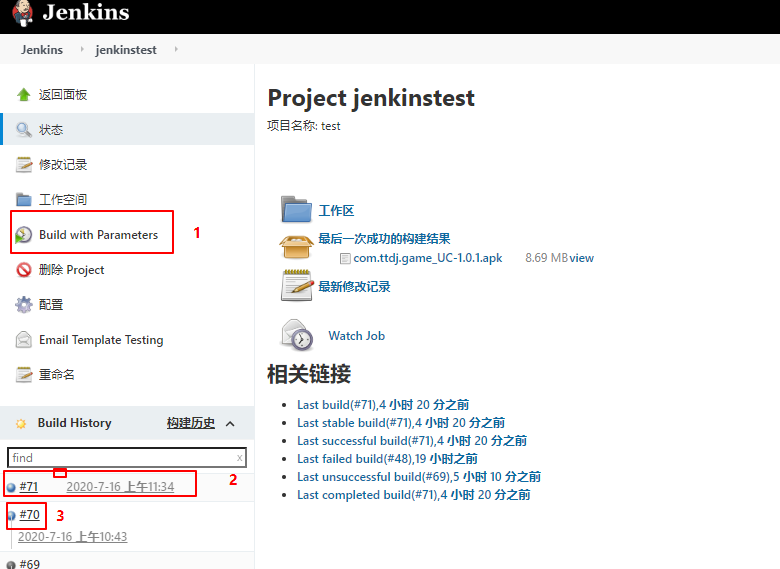 Jenkins
Jenkins jenkinstest
返回面板
状态
修改记录
工作空间
Build with Parameters 1
删除 Project
配置
Email Template Testing
重命名
Build History 构建历史
find x
#71 2020-7-16 上午11:34 2
#70 3
2020-7-16 上午10:43
#69
Project jenkinstest
项目名称: test
工作区
最后一次成功的构建结果
com.ttdj.game_UC-1.0.1.apk 8.69 MB view
最新修改记录
Watch Job
相关链接
Last build(#71),4 小时 20 分之前
Last stable build(#71),4 小时 20 分之前
Last successful build(#71),4 小时 20 分之前
Last failed build(#48),19 小时之前
Last unsuccessful build(#69),5 小时 10 分之前
Last completed build(#71),4 小时 20 分之前